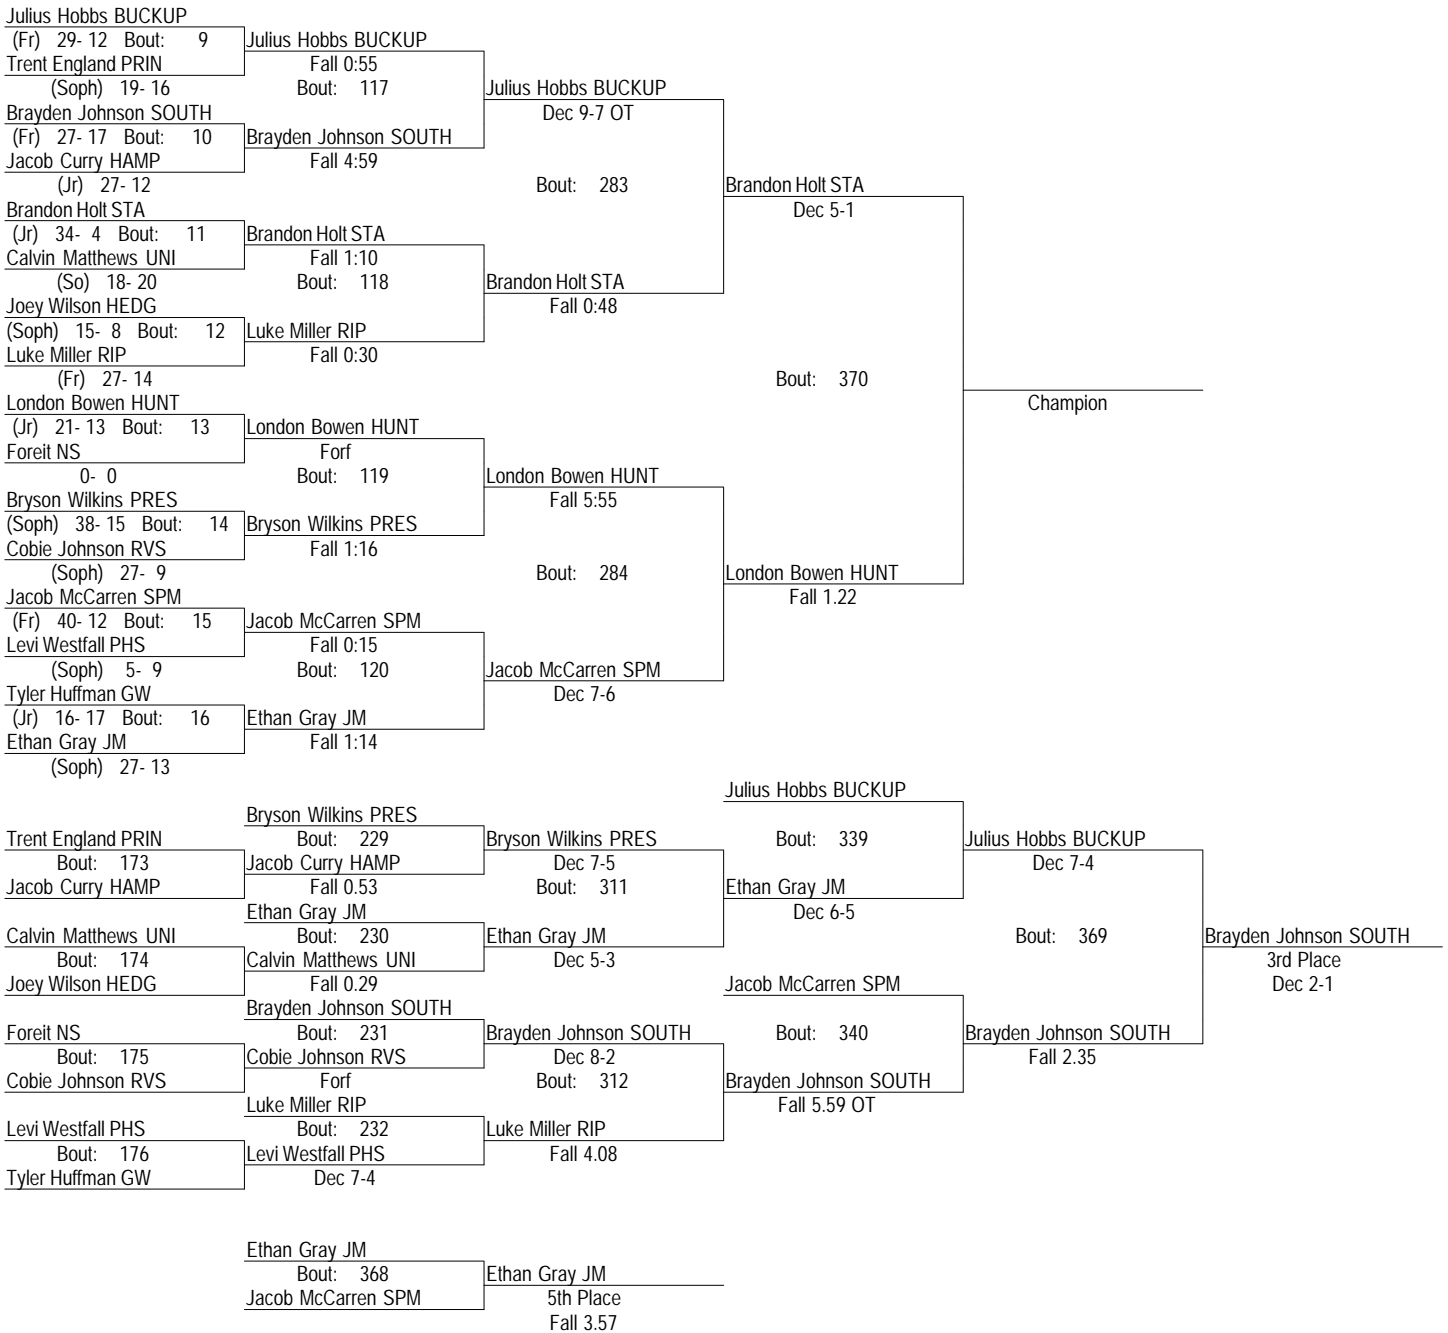 Julius Hobbs BUCKUP
(Fr) 29- 12 Bout: 9 Julius Hobbs BUCKUP
Trent England PRIN Fall 0:55
(Soph) 19- 16 Bout: 117 Julius Hobbs BUCKUP
Brayden Johnson SOUTH Dec 9-7 OT
(Fr) 27- 17 Bout: 10 Brayden Johnson SOUTH
Jacob Curry HAMP Fall 4:59
(Jr) 27- 12 Bout: 283 Brandon Holt STA
Brandon Holt STA Dec 5-1
(Jr) 34- 4 Bout: 11 Brandon Holt STA
Calvin Matthews UNI Fall 1:10
(So) 18- 20 Bout: 118 Brandon Holt STA
Joey Wilson HEDG Fall 0:48
(Soph) 15- 8 Bout: 12 Luke Miller RIP
Luke Miller RIP Fall 0:30
(Fr) 27- 14 Bout: 370
London Bowen HUNT Champion
(Jr) 21- 13 Bout: 13 London Bowen HUNT
Foreit NS Forf
0- 0 Bout: 119 London Bowen HUNT
Bryson Wilkins PRES Fall 5:55
(Soph) 38- 15 Bout: 14 Bryson Wilkins PRES
Cobie Johnson RVS Fall 1:16
(Soph) 27- 9 Bout: 284 London Bowen HUNT
Jacob McCarren SPM Fall 1.22
(Fr) 40- 12 Bout: 15 Jacob McCarren SPM
Levi Westfall PHS Fall 0:15
(Soph) 5- 9 Bout: 120 Jacob McCarren SPM
Tyler Huffman GW Dec 7-6
(Jr) 16- 17 Bout: 16 Ethan Gray JM
Ethan Gray JM Fall 1:14
(Soph) 27- 13
Julius Hobbs BUCKUP
Bryson Wilkins PRES
Trent England PRIN Bout: 229 Bryson Wilkins PRES Bout: 339 Julius Hobbs BUCKUP
Bout: 173 Jacob Curry HAMP Dec 7-5 Dec 7-4
Jacob Curry HAMP Fall 0.53 Bout: 311 Ethan Gray JM
Ethan Gray JM Dec 6-5
Calvin Matthews UNI Bout: 230 Ethan Gray JM Bout: 369 Brayden Johnson SOUTH
Bout: 174 Calvin Matthews UNI Dec 5-3 3rd Place
Joey Wilson HEDG Fall 0.29 Jacob McCarren SPM Dec 2-1
Brayden Johnson SOUTH
Foreit NS Bout: 231 Brayden Johnson SOUTH Bout: 340 Brayden Johnson SOUTH
Bout: 175 Cobie Johnson RVS Dec 8-2 Fall 2.35
Cobie Johnson RVS Forf Bout: 312 Brayden Johnson SOUTH
Luke Miller RIP Fall 5.59 OT
Levi Westfall PHS Bout: 232 Luke Miller RIP
Bout: 176 Levi Westfall PHS Fall 4.08
Tyler Huffman GW Dec 7-4
Ethan Gray JM
Bout: 368 Ethan Gray JM
Jacob McCarren SPM 5th Place
Fall 3.57